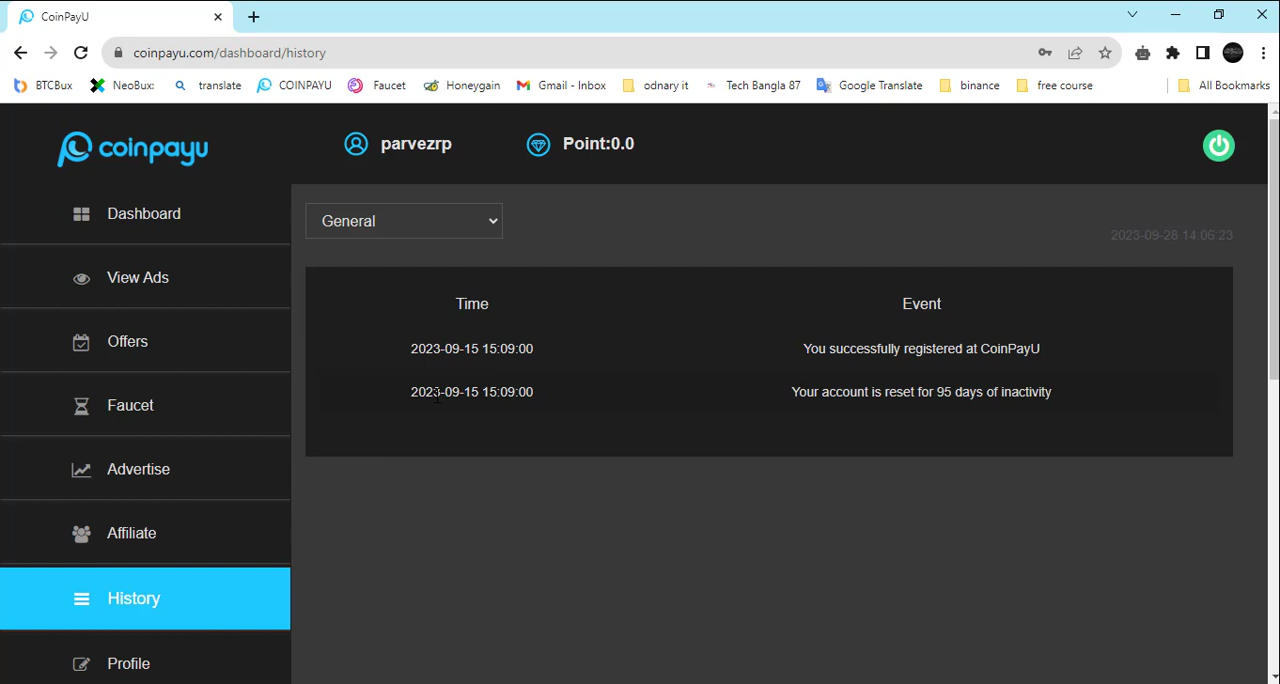 CoinPayU
coinpayu.com/dashboard/history
BTCBux NeoBux: translate COINPAYU Faucet Honeygain Gmail - Inbox odnary it Tech Bangla 87 Google Translate binance free course All Bookmarks
coinpayu parvezrp Point:0.0
Dashboard
General
2023-09-28 14:06:23
View Ads
Time Event
Offers
2023-09-15 15:09:00 You successfully registered at CoinPayU
2023-09-15 15:09:00 Your account is reset for 95 days of inactivity
Faucet
Advertise
Affiliate
History
Profile